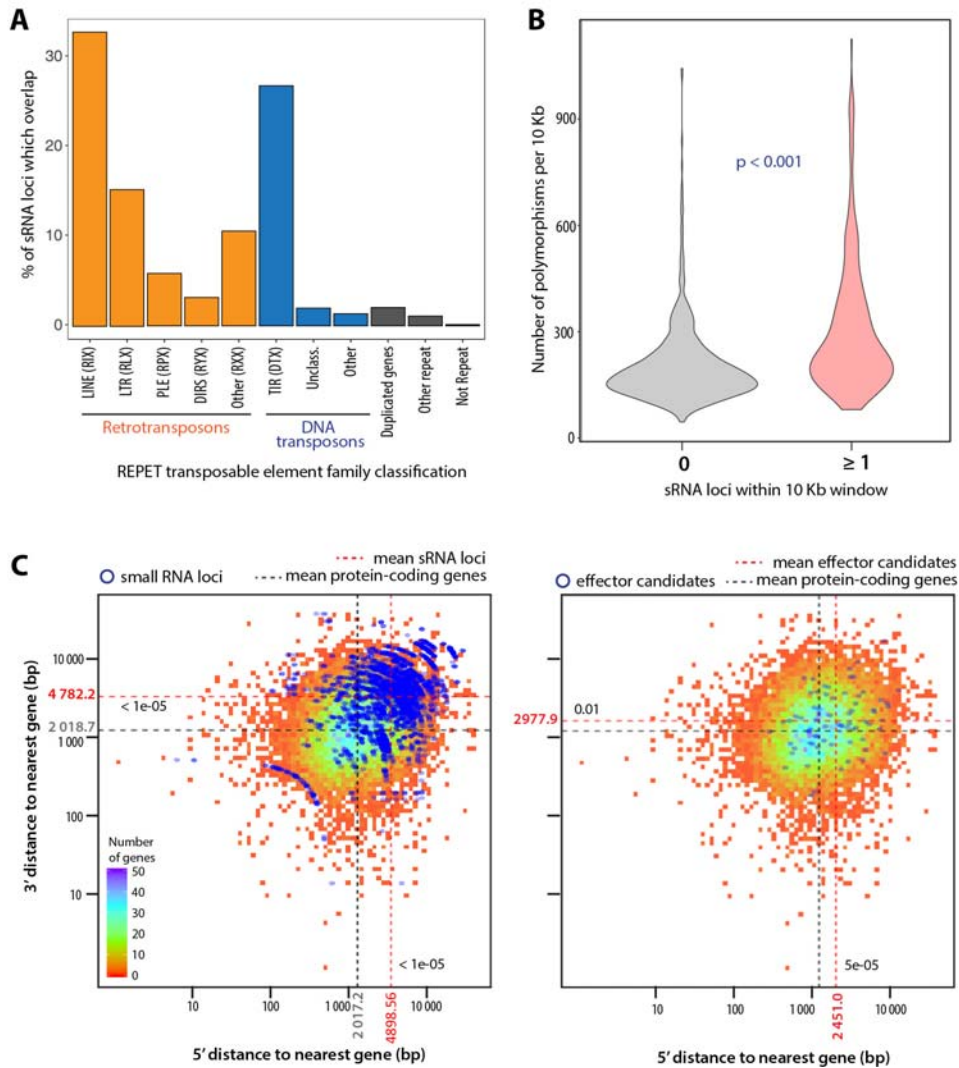 A
% of sRNA loci which overlap
30
20
10
0
LINE (RIX)
LTR (RLX)
PLE (RPX)
DIRS (RYX)
Other (RXX)
TIR (DTX)
Unclass.
Other
Duplicated genes
Other repeat
Not Repeat
Retrotransposons
DNA
transposons
REPET transposable element family classification
B
Number of polymorphisms per 10 Kb
900
600
300
0
p < 0.001
0
≥ 1
sRNA loci within 10 Kb window
C
mean sRNA loci
small RNA loci
mean protein-coding genes
3' distance to nearest gene (bp)
10 000
4 782.2
< 1e-05
2 018.7
1 000
100
10
Number
of genes
50
40
30
20
10
0
< 1e-05
10
100
1 000
10 000
2 017.2
4898.56
5' distance to nearest gene (bp)
mean effector candidates
effector candidates
mean protein-coding genes
2977.9
0.01
5e-05
10
100
1 000
10 000
2 451.0
5' distance to nearest gene (bp)